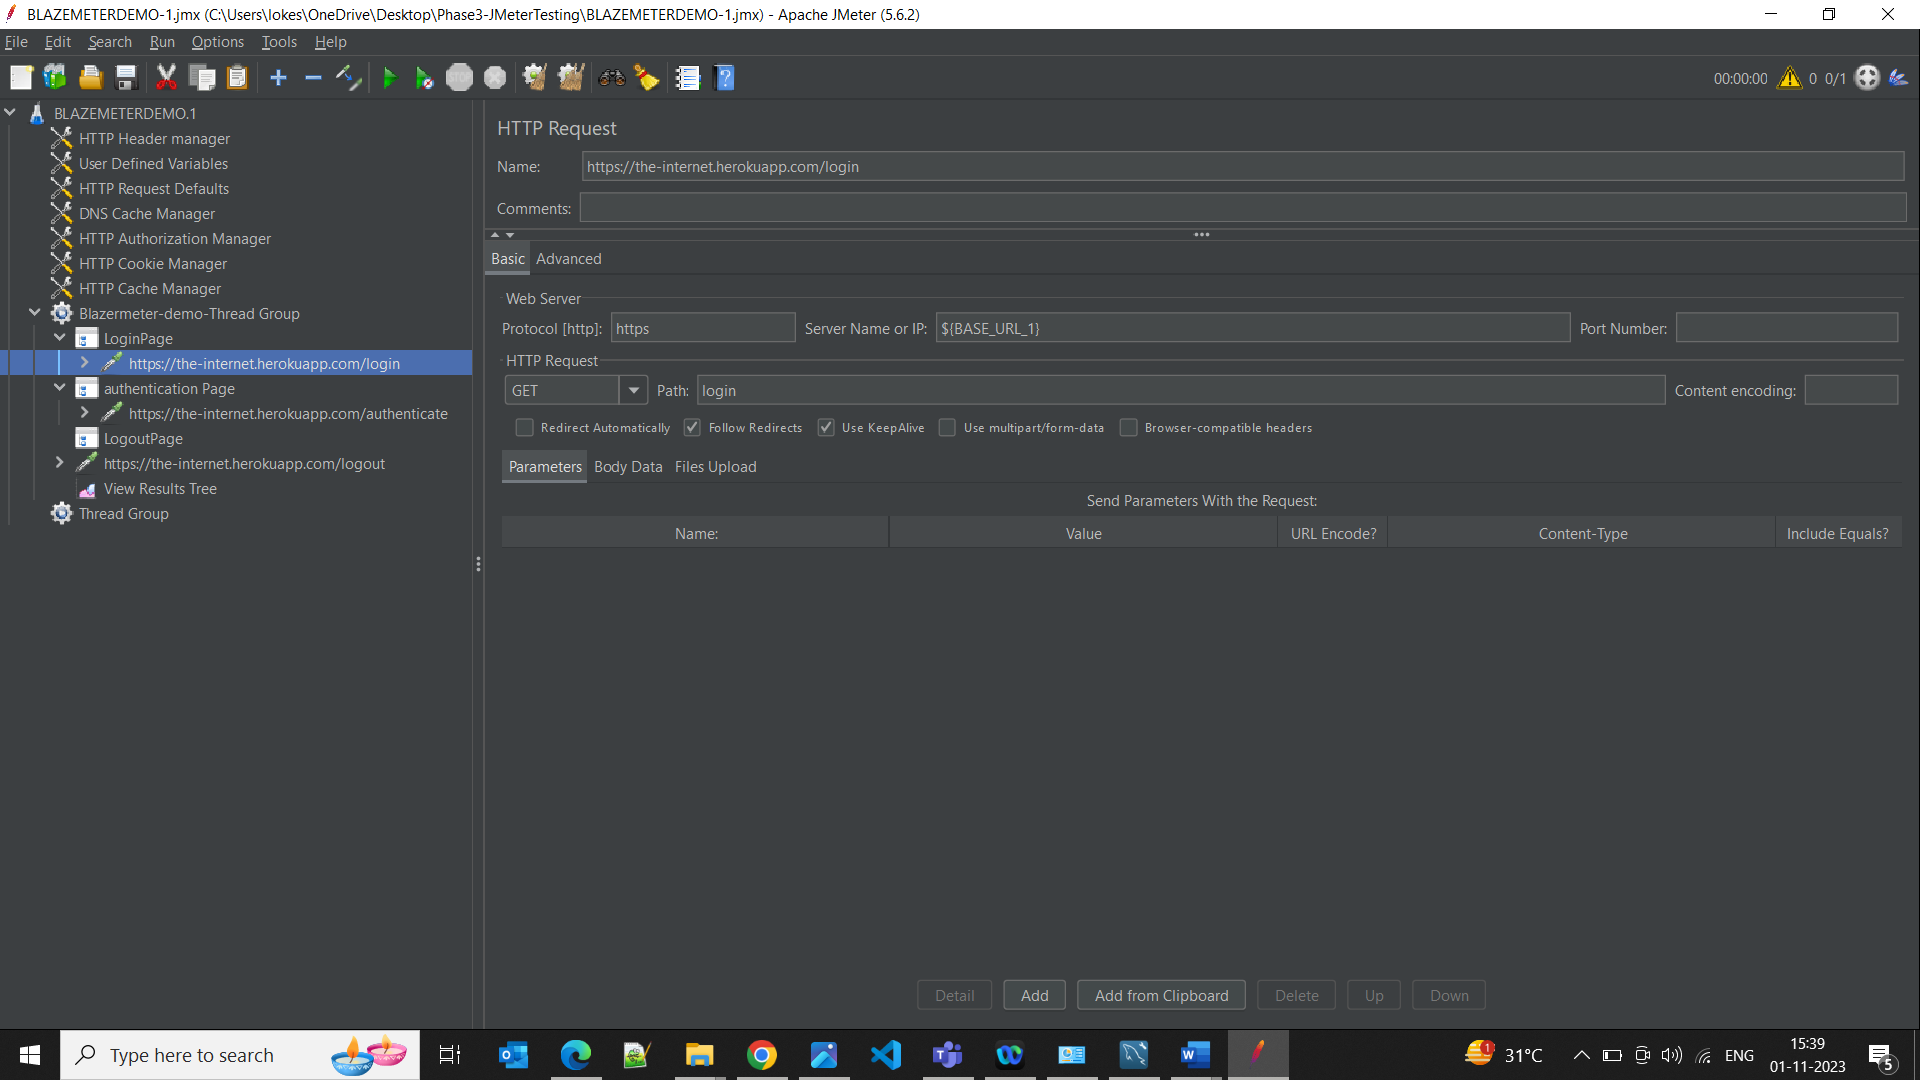 BLAZEMETERDEMO-1.jmx (C:\Users\lokes\OneDrive\Desktop\Phase3-JMeterTesting\BLAZEMETERDEMO-1.jmx) - Apache JMeter (5.6.2)
File Edit Search Run Options Tools Help
STOP ? 00:00:00 0 0/1
BLAZEMETERDEMO.1
HTTP Header manager
User Defined Variables
HTTP Request Defaults
DNS Cache Manager
HTTP Authorization Manager
HTTP Cookie Manager
HTTP Cache Manager
Blazermeter-demo-Thread Group
LoginPage
https://the-internet.herokuapp.com/login
authentication Page
https://the-internet.herokuapp.com/authenticate
LogoutPage
https://the-internet.herokuapp.com/logout
View Results Tree
Thread Group
HTTP Request
Name: https://the-internet.herokuapp.com/login
Comments:
Basic Advanced
Web Server
Protocol [http]: https Server Name or IP: ${BASE_URL_1} Port Number:
HTTP Request
GET Path: login Content encoding:
Redirect Automatically Follow Redirects Use KeepAlive Use multipart/form-data Browser-compatible headers
Parameters Body Data Files Upload
Send Parameters With the Request:
Name: Value URL Encode? Content-Type Include Equals?
Detail Add Add from Clipboard Delete Up Down
Type here to search
1 31°C ENG 15:39
01-11-2023 5